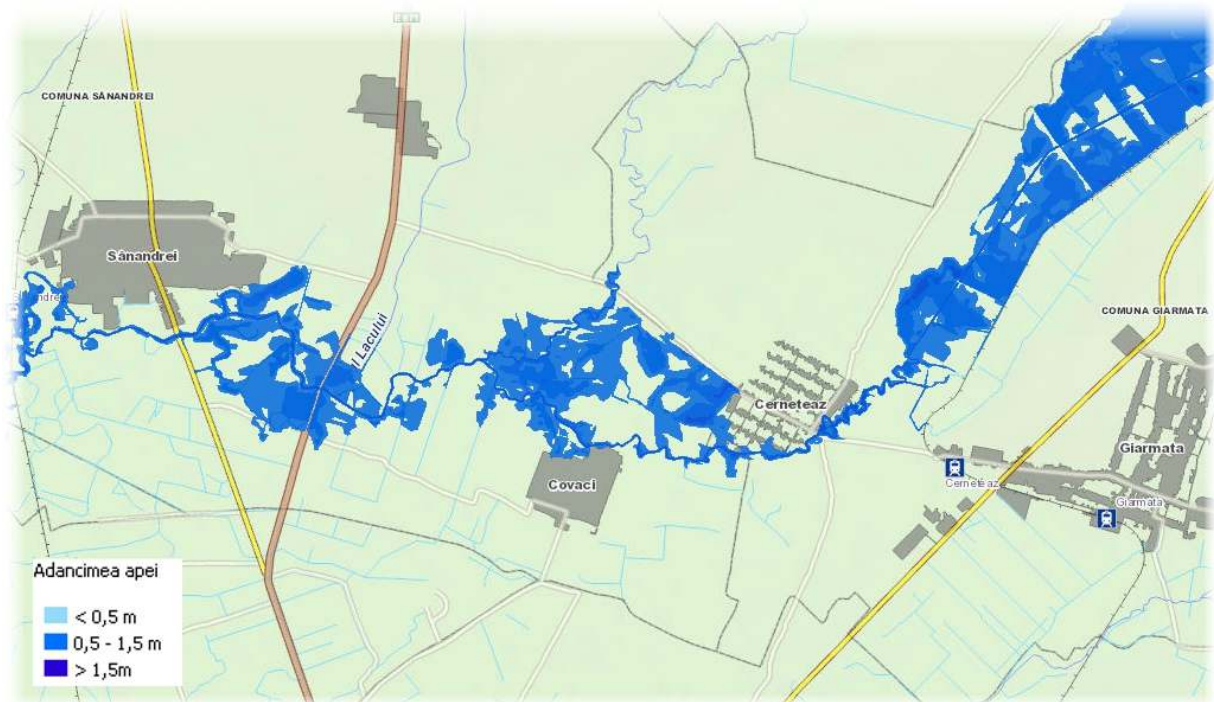 COMUNA SÂNANDREI
Sânandrei
l Lacului
COMUNA GIARMATA
Cerneteaz
Giarmata
Cerneteaz
Covaci
Giarmata
Adancimea apei
< 0,5 m
0,5 - 1,5 m
> 1,5m